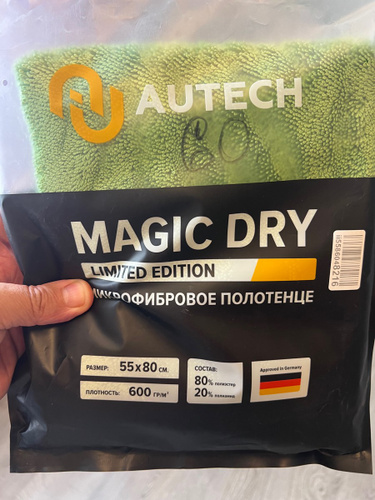 AUTECH
60
MAGIC DRY
LIMITED EDITION
МИКРОФИБРОВОЕ ПОЛОТЕНЦЕ
РАЗМЕР: 55x80 СМ.
ПЛОТНОСТЬ: 600 ГР/М²
СОСТАВ:
80% полиэстер
20% полиамид
Approved in Germany